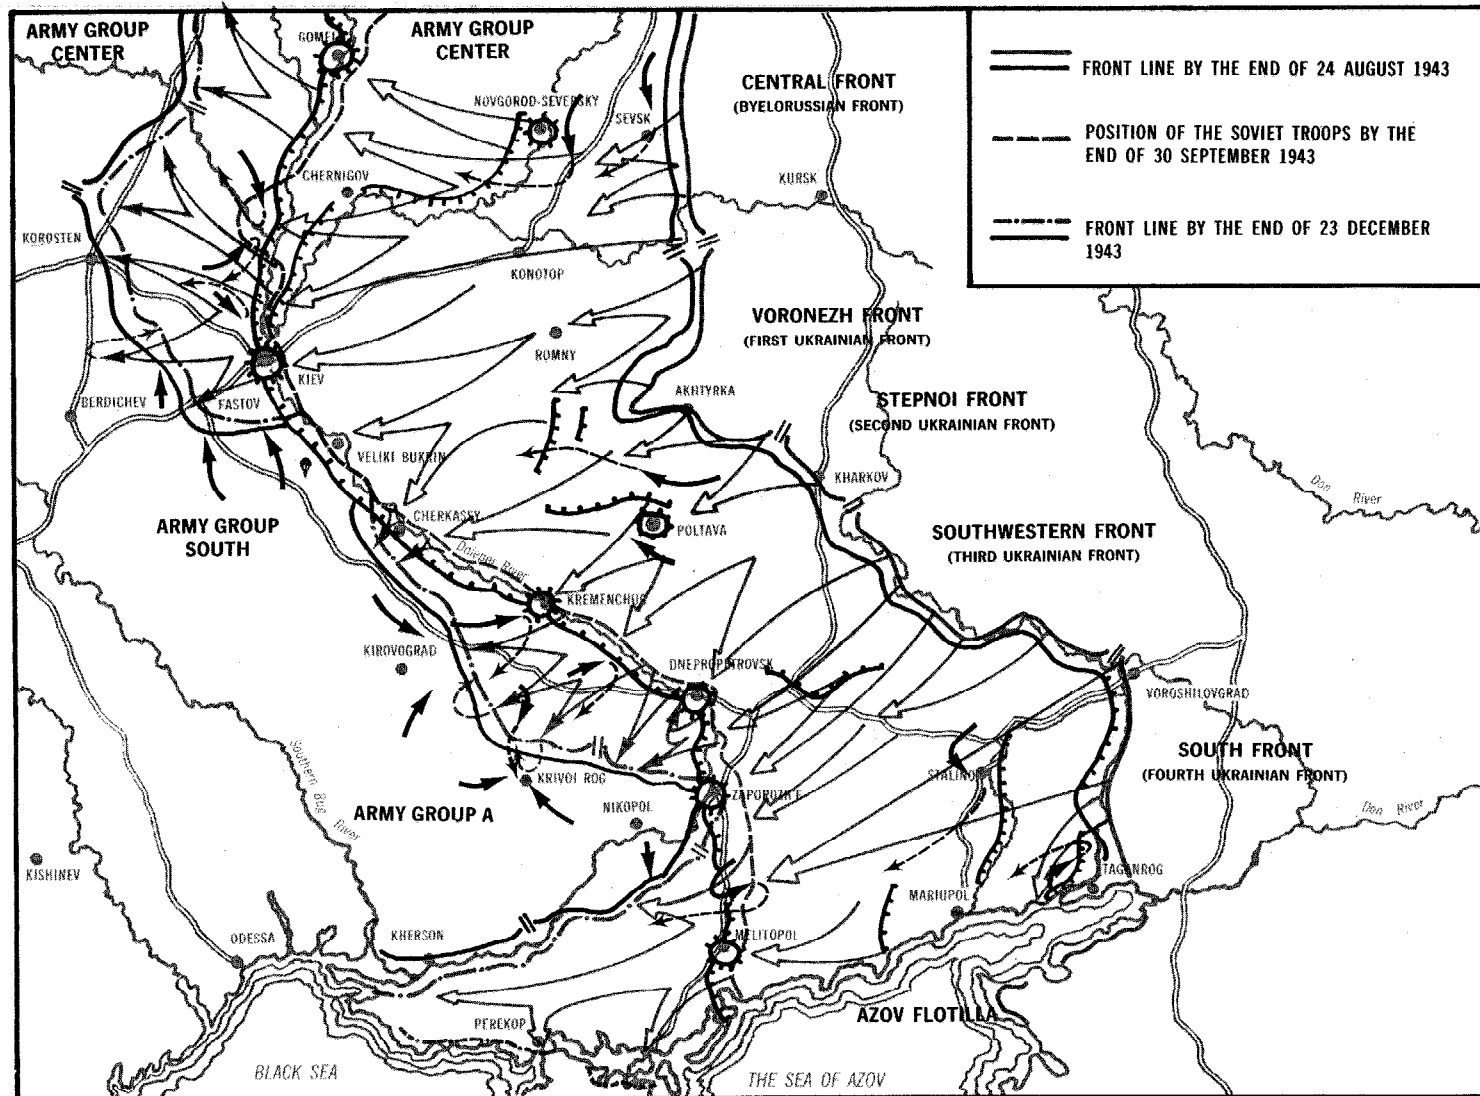 ARMY GROUP
CENTER
ARMY GROUP
CENTER
FRONT LINE BY THE END OF 24 AUGUST 1943
POSITION OF THE SOVIET TROOPS BY THE
END OF 30 SEPTEMBER 1943
FRONT LINE BY THE END OF 23 DECEMBER
1943
CENTRAL FRONT
(BYELORUSSIAN FRONT)
NOVGOROD-SEVERSKY
SEVSK
CHERNIGOV
KURSK
KOROSTEN
KONOTOP
VORONEZH FRONT
(FIRST UKRAINIAN FRONT)
ROMNY
KIEV
BERDICHEV
FASTOV
AKHTYRKA
STEPNOI FRONT
(SECOND UKRAINIAN FRONT)
VELIKI BUKRIN
KHARKOV
Don River
ARMY GROUP
SOUTH
CHERKASSY
POLTAVA
SOUTHWESTERN FRONT
(THIRD UKRAINIAN FRONT)
Dnieper River
KREMENCHUG
KIROVOGRAD
DNEPROPETROVSK
VOROSHILOVGRAD
SOUTH FRONT
(FOURTH UKRAINIAN FRONT)
Southern Bug River
KRIVOI ROG
STALINO
ARMY GROUP A
NIKOPOL
Don River
KISHINEV
TAGANROG
MARIUPOL
ODESSA
KHERSON
MELITOPOL
PEREKOP
AZOV FLOTILLA
BLACK SEA
THE SEA OF AZOV